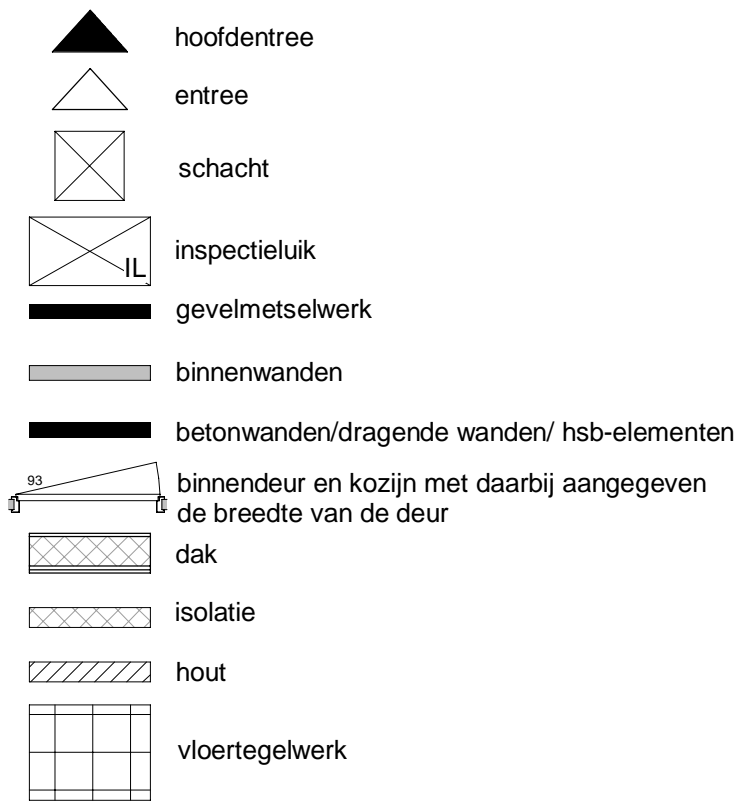 hoofdentree
entree
schacht
IL
inspectieluik
gevelmetselwerk
binnenwanden
betonwanden/dragende wanden/ hsb-elementen
93
binnendeur en kozijn met daarbij aangegeven
de breedte van de deur
dak
isolatie
hout
vloertegelwerk